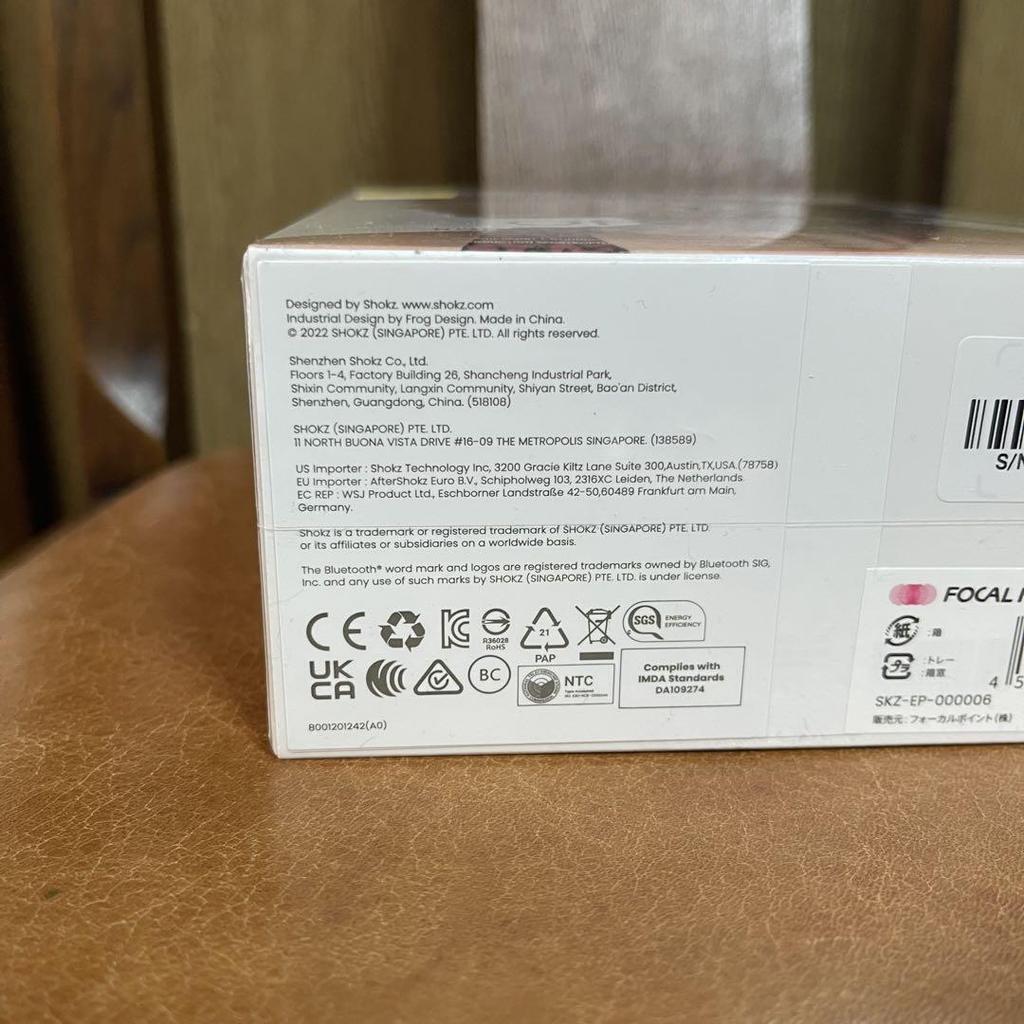 Designed by Shokz. www.shokz.com
Industrial Design by Frog Design. Made in China.
© 2022 SHOKZ (SINGAPORE) PTE. LTD. All rights reserved.
Shenzhen Shokz Co., Ltd.
Floors 1-4, Factory Building 26, Shancheng Industrial Park,
Shixin Community, Langxin Community, Shiyan Street, Bao'an District,
Shenzhen, Guangdong, China. (518108)
SHOKZ (SINGAPORE) PTE. LTD.
11 NORTH BUONA VISTA DRIVE #16-09 THE METROPOLIS SINGAPORE. (138589)
US Importer : Shokz Technology Inc, 3200 Gracie Kiltz Lane Suite 300,Austin,TX,USA.(78758)
EU Importer : AfterShokz Euro B.V., Schipholweg 103, 2316XC Leiden, The Netherlands.
EC REP : WSJ Product Ltd., Eschborner Landstraße 42-50,60489 Frankfurt am Main,
Germany.
Shokz is a trademark or registered trademark of SHOKZ (SINGAPORE) PTE. LTD.
or its affiliates or subsidiaries on a worldwide basis.
The Bluetooth® word mark and logos are registered trademarks owned by Bluetooth SIG,
Inc. and any use of such marks by SHOKZ (SINGAPORE) PTE. LTD. is under license.
CE
R36028
RoHS
21
PAP
SGS ENERGY
EFFICIENCY
UK
CA
BC
NTC
Type Accepted
Complies with
IMDA Standards
DA109274
8001201242(A0)
S/N
FOCAL
紙 :箱
プラ :トレー
:箱窓
4 5
SKZ-EP-000006
販売元:フォーカルポイント(株)